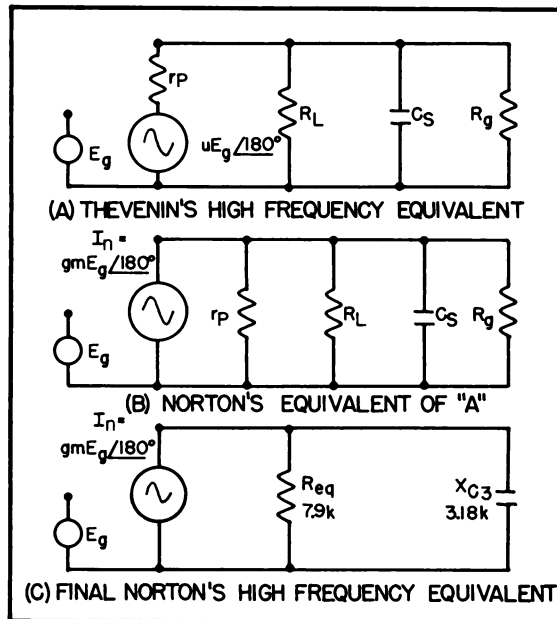 rP
RL
CS
Rg
Eg
uEg/180°
(A) THEVENIN'S HIGH FREQUENCY EQUIVALENT
In =
gmEg/180°
rP
RL
CS
Rg
Eg
(B) NORTON'S EQUIVALENT OF "A"
In =
gmEg/180°
Req
7.9k
XC3
3.18k
Eg
(C) FINAL NORTON'S HIGH FREQUENCY EQUIVALENT